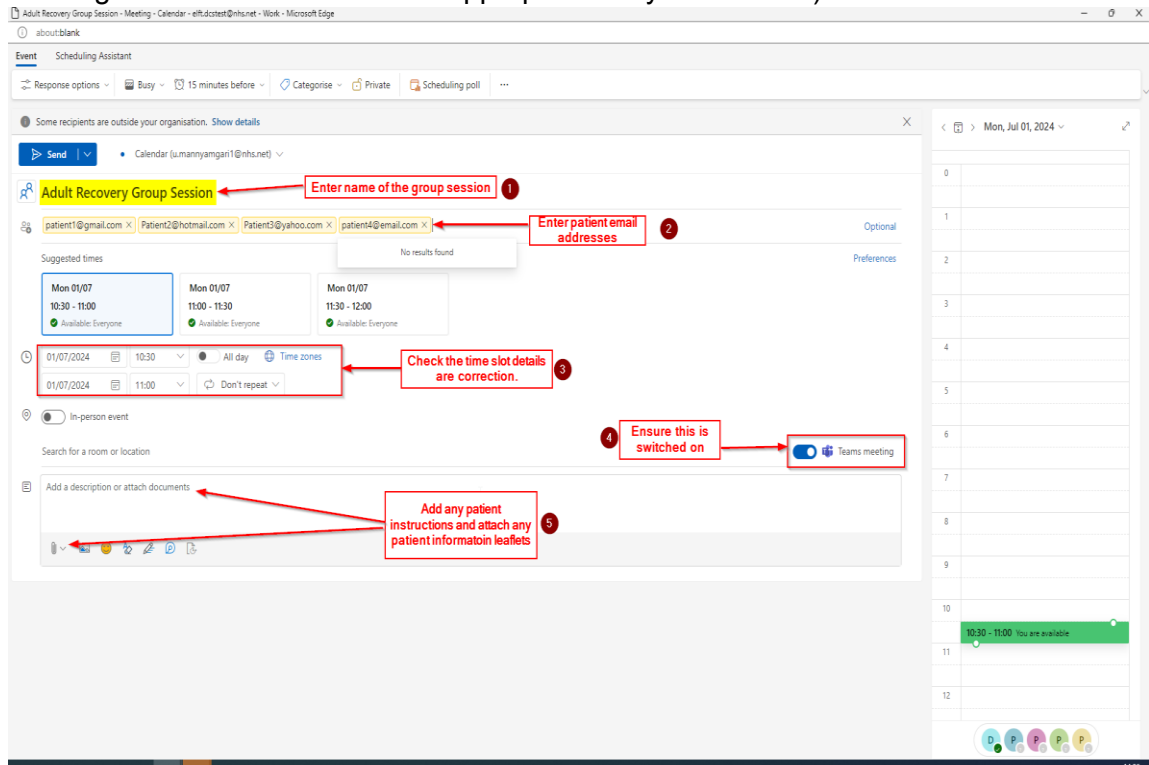 Adult Recovery Group Session - Meeting - Calendar - elft.dcstest@nhs.net - Work - Microsoft Edge
about:blank
Event Scheduling Assistant
Response options Busy 15 minutes before Categorise Private Scheduling poll ...
Some recipients are outside your organisation. Show details
Mon, Jul 01, 2024
Send Calendar (u.mannyamgari1@nhs.net)
Adult Recovery Group Session
Enter name of the group session 1
patient1@gmail.com Patient2@hotmail.com Patient3@yahoo.com patient4@email.com
Enter patient email
addresses
2
Optional
No results found
Suggested times
Preferences
Mon 01/07 Mon 01/07 Mon 01/07
10:30 - 11:00 11:00 - 11:30 11:30 - 12:00
Available: Everyone Available: Everyone Available: Everyone
01/07/2024 10:30 All day Time zones
01/07/2024 11:00 Don't repeat
Check the time slot details
are correction.
3
In-person event
Search for a room or location
4
Ensure this is
switched on
Teams meeting
Add a description or attach documents
Add any patient
instructions and attach any
patient informatoin leaflets
5
0
1
2
3
4
5
6
7
8
9
10
10:30 - 11:00 You are available
11
12
D P P P P